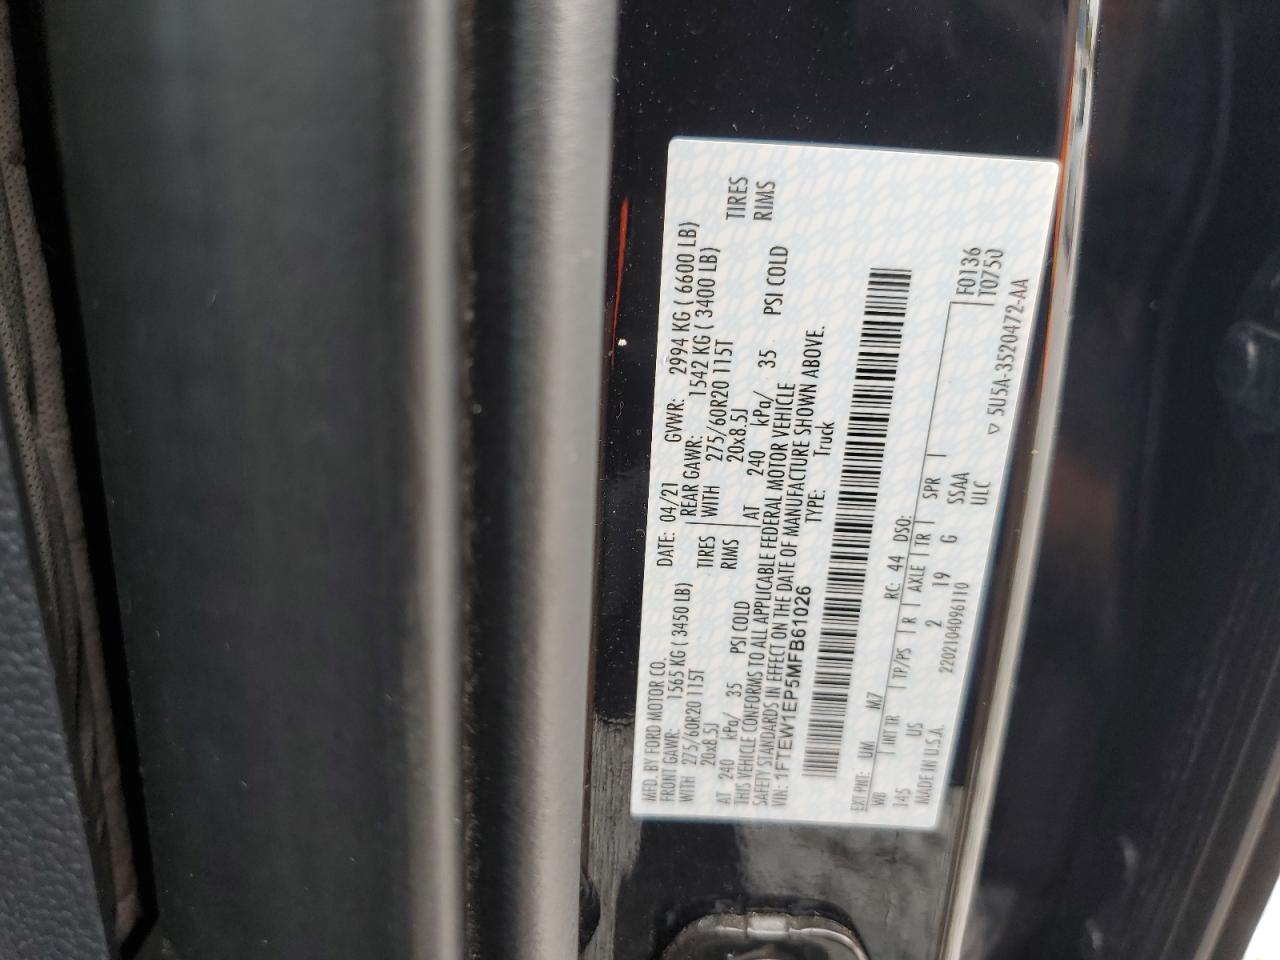 MFD. BY FORD MOTOR CO.
DATE: 04/21 GVWR: 2994 KG ( 6600 LB)
FRONT GAWR: 1565 KG ( 3450 LB)
REAR GAWR: 1542 KG ( 3400 LB)
WITH 275/60R20 115T TIRES
WITH 275/60R20 115T TIRES
20x8.5J RIMS
20x8.5J RIMS
AT 240 kPa/ 35 PSI COLD
AT 240 kPa/ 35 PSI COLD
THIS VEHICLE CONFORMS TO ALL APPLICABLE FEDERAL MOTOR VEHICLE
SAFETY STANDARDS IN EFFECT ON THE DATE OF MANUFACTURE SHOWN ABOVE.
VIN: 1FTEW1EP5MFB61026 TYPE: Truck
EXT PNT: UM M7 RC: 44 DSO: F0136
WB INT TR TP/PS R AXLE TR SPR T0750
145 US 2 19 G SSAA
ULC
MADE IN U.S.A. 2202104096110
▽ 5U5A-3520472-AA